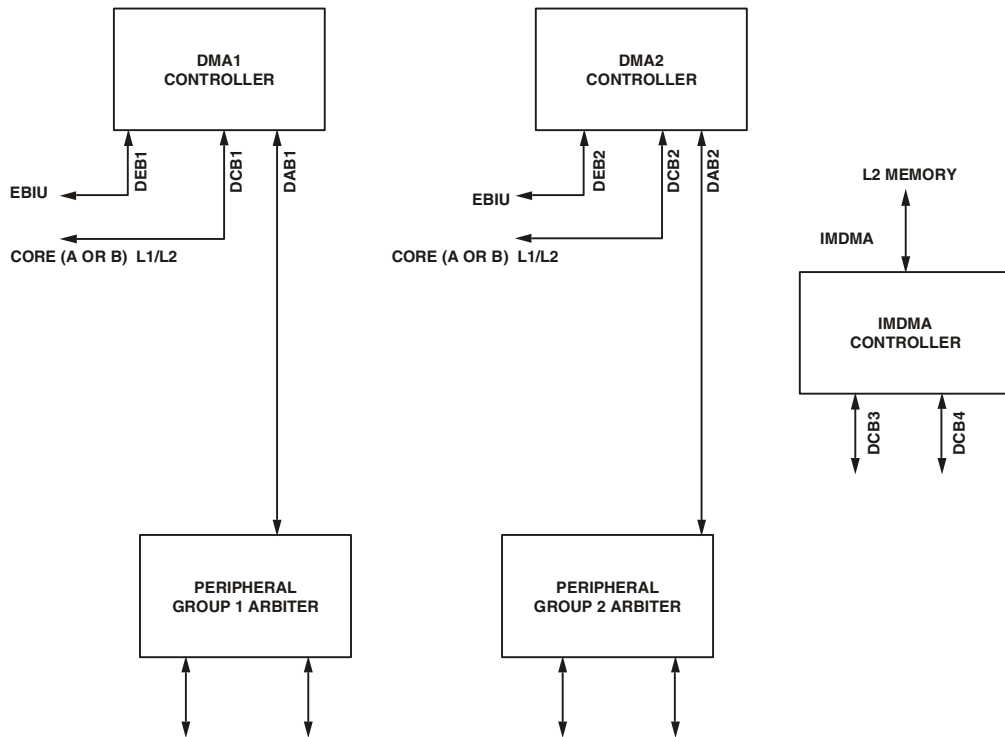 DMA1
CONTROLLER
DEB1
DCB1
DAB1
EBIU
CORE (A OR B) L1/L2
PERIPHERAL
GROUP 1 ARBITER
DMA2
CONTROLLER
DEB2
DCB2
DAB2
EBIU
CORE (A OR B) L1/L2
PERIPHERAL
GROUP 2 ARBITER
L2 MEMORY
IMDMA
IMDMA
CONTROLLER
DCB3
DCB4